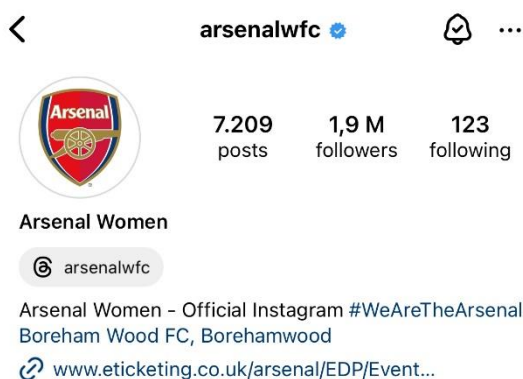 arsenalwfc
Arsenal
7.209 1,9 M 123
posts followers following
Arsenal Women
arsenalwfc
Arsenal Women - Official Instagram #WeAreTheArsenal
Boreham Wood FC, Borehamwood
www.eticketing.co.uk/arsenal/EDP/Event...